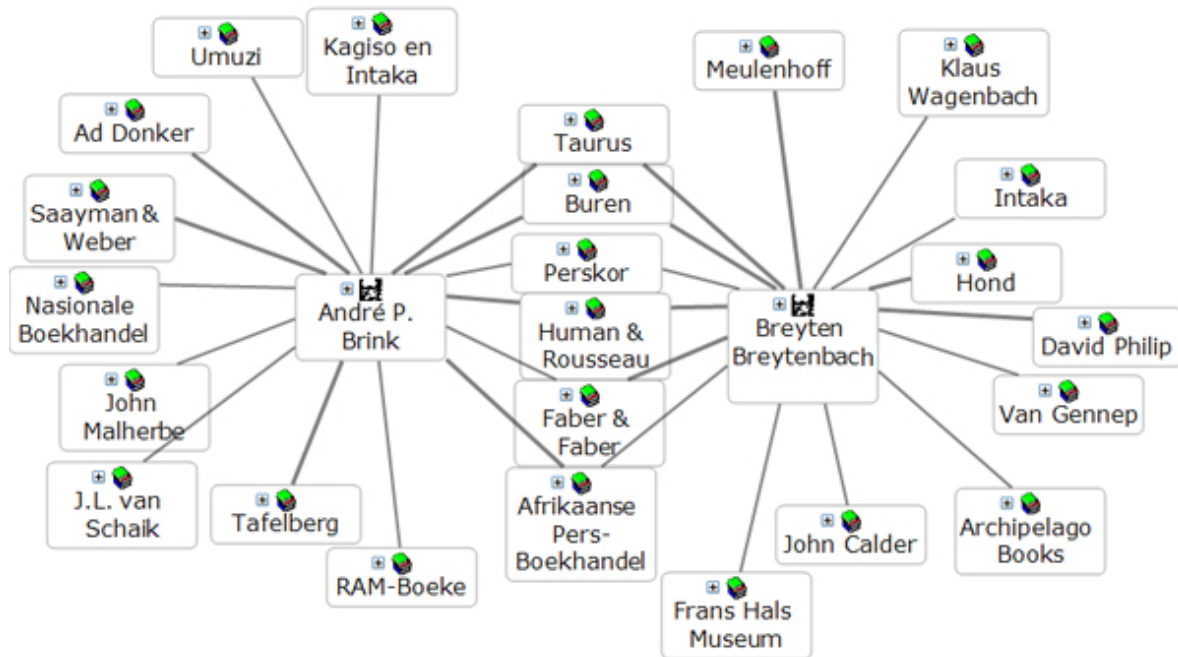 Umuzi
Kagiso en
Intaka
Meulenhoff
Klaus
Wagenbach
Ad Donker
Taurus
Saayman &
Weber
Buren
Intaka
Nasionale
Boekhandel
André P.
Brink
Perskor
Human &
Rousseau
Breyten
Breytenbach
Hond
David Philip
John
Malherbe
Faber &
Faber
Van Gennep
J.L. van
Schaik
Tafelberg
Afrikaanse
Pers-
Boekhandel
John Calder
Archipelago
Books
RAM-Boeke
Frans Hals
Museum